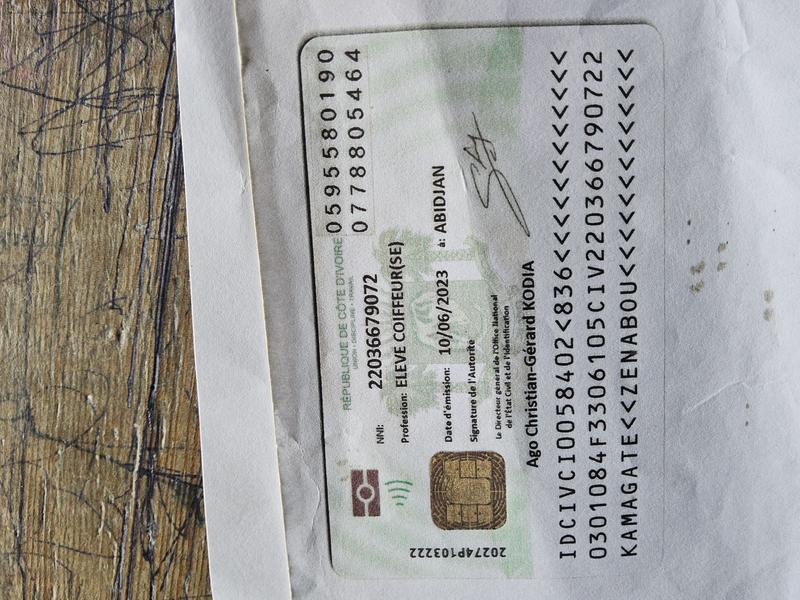 RÉPUBLIQUE DE CÔTE D'IVOIRE
UNION - DISCIPLINE - TRAVAIL
0595580190
0778805464
NNI: 22036679072
Profession: ELEVE COIFFEUR(SE)
Date d'émission: 10/06/2023 à: ABIDJAN
Signature de l'Autorité
Le Directeur général de l'Office National
de l'État Civil et de l'Identification
Ago Christian-Gérard KODIA
20274P103222
IDCIVCI0058402<836<<<<<<<<<<<<
0301084F3306105CIV220366790722
KAMAGATE<<ZENABOU<<<<<<<<<<<<<